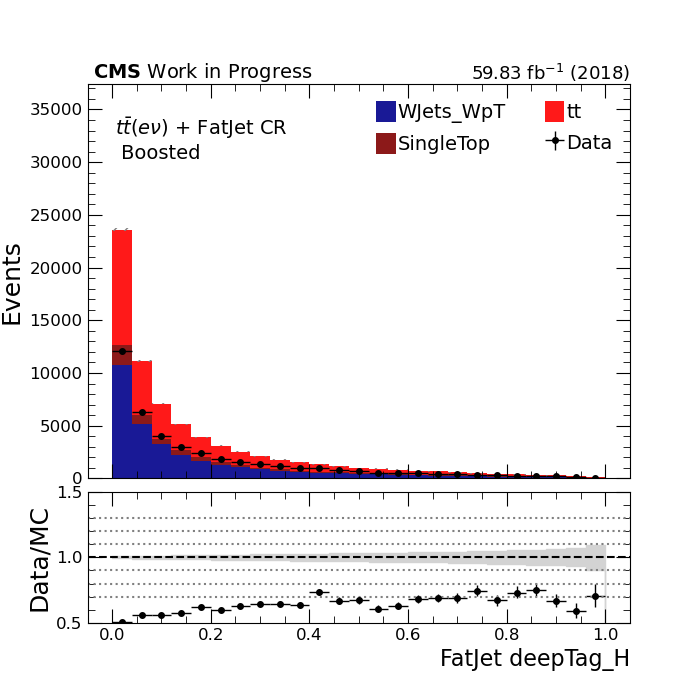 CMS Work in Progress 59.83 fb⁻¹ (2018)
35000
30000
25000
20000
15000
10000
5000
0
Events
tt̄(eν) + FatJet CR
Boosted
WJets_WpT tt
SingleTop Data
1.5
1.0
0.5
Data/MC
0.0 0.2 0.4 0.6 0.8 1.0
FatJet deepTag_H